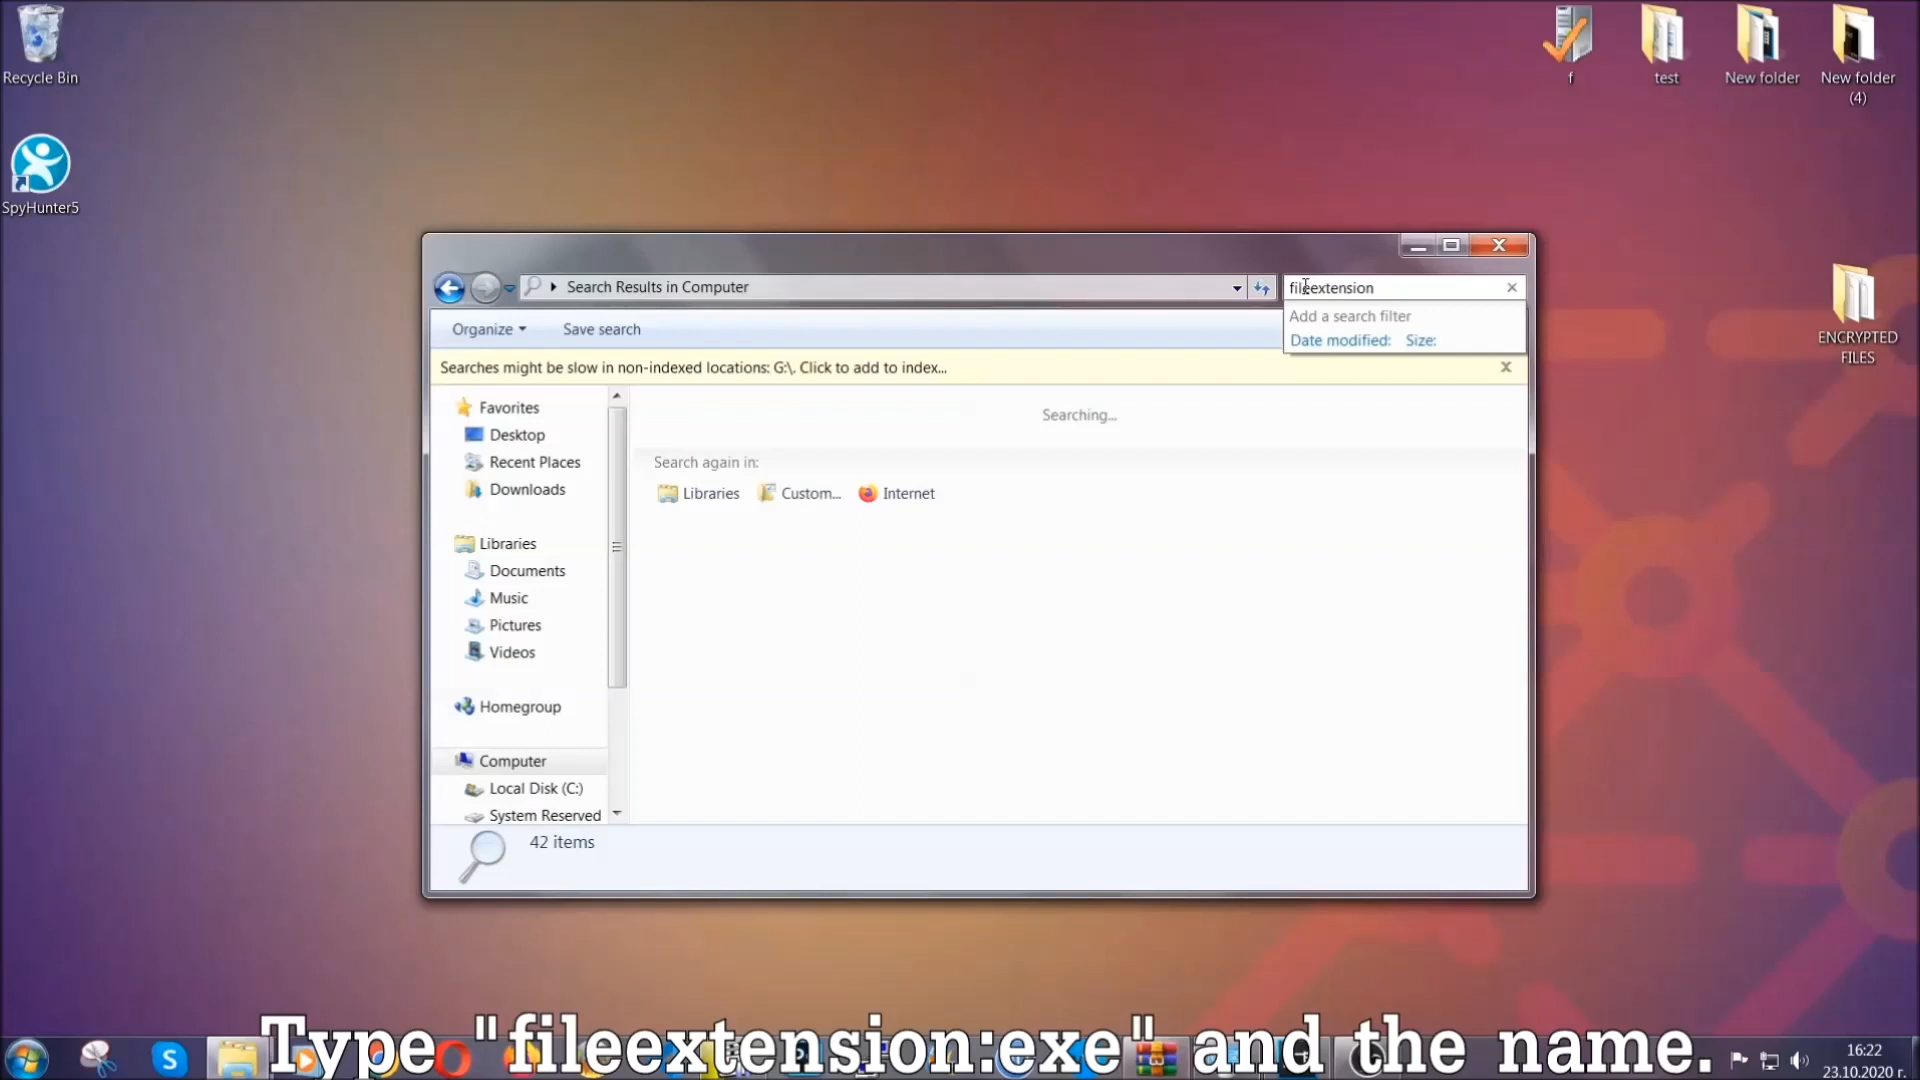 Recycle Bin
f
test
New folder
New folder
(4)
SpyHunter5
ENCRYPTED
FILES
Search Results in Computer
fileextension
Add a search filter
Date modified: Size:
Organize
Save search
Searches might be slow in non-indexed locations: G:\. Click to add to index...
Favorites
Desktop
Recent Places
Downloads
Libraries
Documents
Music
Pictures
Videos
Homegroup
Computer
Local Disk (C:)
System Reserved
Searching...
Search again in:
Libraries
Custom...
Internet
42 items
Type "fileextension:exe" and the name.
16:22
23.10.2020 г.